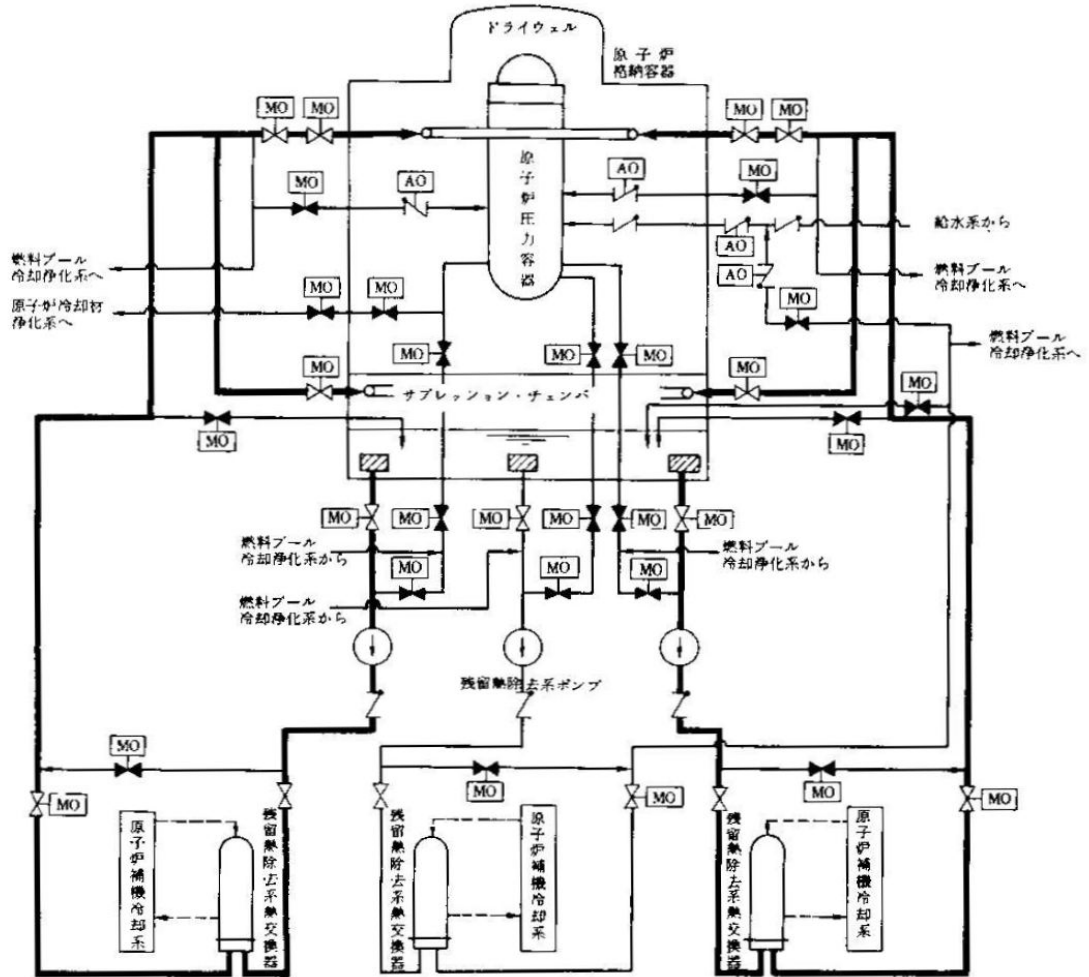 ドライウェル
原子炉
格納容器
MO
MO
MO
MO
原子炉圧力容器
MO
AO
AO
MO
給水系から
AO
燃料プール
冷却浄化系へ
燃料プール
冷却浄化系へ
AO
MO
MO
MO
原子炉冷却材
浄化系へ
燃料プール
冷却浄化系へ
MO
MO
MO
MO
MO
MO
サプレッション・チェンバ
MO
MO
MO
MO
MO
MO
MO
MO
燃料プール
冷却浄化系から
燃料プール
冷却浄化系から
MO
MO
MO
燃料プール
冷却浄化系から
残留熱除去系ポンプ
MO
MO
MO
MO
MO
MO
原子炉補機冷却系
残留熱除去系熱交換器
残留熱除去系熱交換器
原子炉補機冷却系
残留熱除去系熱交換器
原子炉補機冷却系